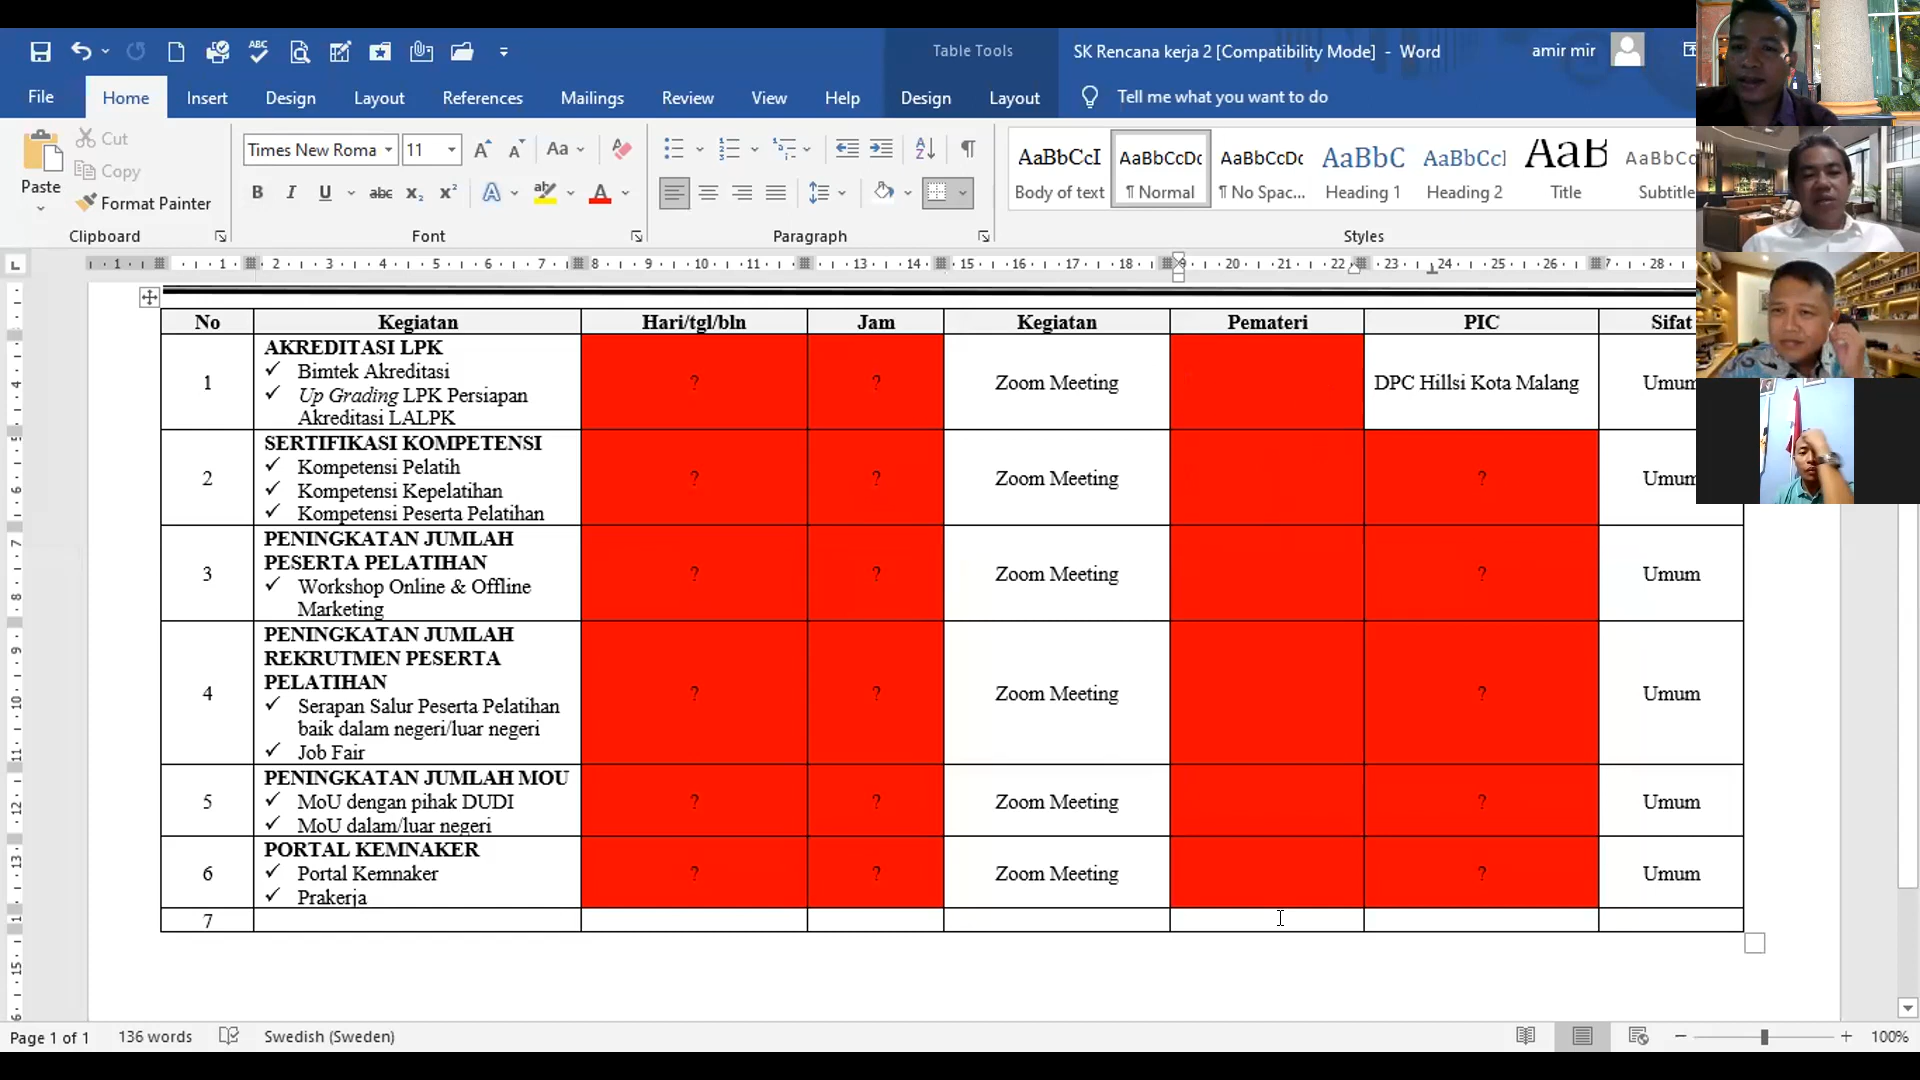 Table Tools
SK Rencana kerja 2 [Compatibility Mode] - Word
amir mir
File
Home
Insert
Design
Layout
References
Mailings
Review
View
Help
Design
Layout
Tell me what you want to do
Paste
Cut
Copy
Format Painter
Clipboard
Times New Roma
11
Font
Paragraph
AaBbCcI
Body of text
AaBbCcDc
¶ Normal
AaBbCcDc
¶ No Spac...
AaBbC
Heading 1
AaBbCcI
Heading 2
AaB
Title
AaBbCcD
Subtitle
Styles
No Kegiatan Hari/tgl/bln Jam Kegiatan Pemateri PIC Sifat
1
AKREDITASI LPK
✓ Bimtek Akreditasi
✓ Up Grading LPK Persiapan
Akreditasi LALPK
? ? Zoom Meeting DPC Hillsi Kota Malang Umum
2
SERTIFIKASI KOMPETENSI
✓ Kompetensi Pelatih
✓ Kompetensi Kepelatihan
✓ Kompetensi Peserta Pelatihan
? ? Zoom Meeting ? Umum
3
PENINGKATAN JUMLAH
PESERTA PELATIHAN
✓ Workshop Online & Offline
Marketing
? ? Zoom Meeting ? Umum
4
PENINGKATAN JUMLAH
REKRUTMEN PESERTA
PELATIHAN
✓ Serapan Salur Peserta Pelatihan
baik dalam negeri/luar negeri
✓ Job Fair
? ? Zoom Meeting ? Umum
5
PENINGKATAN JUMLAH MOU
✓ MoU dengan pihak DUDI
✓ MoU dalam/luar negeri
? ? Zoom Meeting ? Umum
6
PORTAL KEMNAKER
✓ Portal Kemnaker
✓ Prakerja
? ? Zoom Meeting ? Umum
7
Page 1 of 1
136 words
Swedish (Sweden)
100%